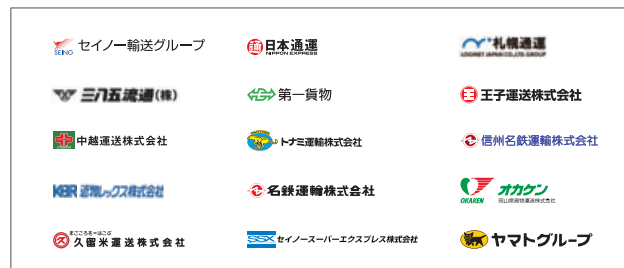 SEINO セイノー輸送グループ
通 日本通運
NIPPON EXPRESS
札幌通運
LOGINET JAPAN CO.,LTD. GROUP
三八五流通(株)
第一貨物
王 王子運送株式会社
中越運送株式会社
トナミ運輸株式会社
信州名鉄運輸株式会社
KBR 近物レックス株式会社
名鉄運輸株式会社
OKAKEN オカケン
岡山県貨物運送株式会社
まごころを＝はこぶ
久留米運送株式会社
SSX セイノースーパーエクスプレス株式会社
ヤマトグループ